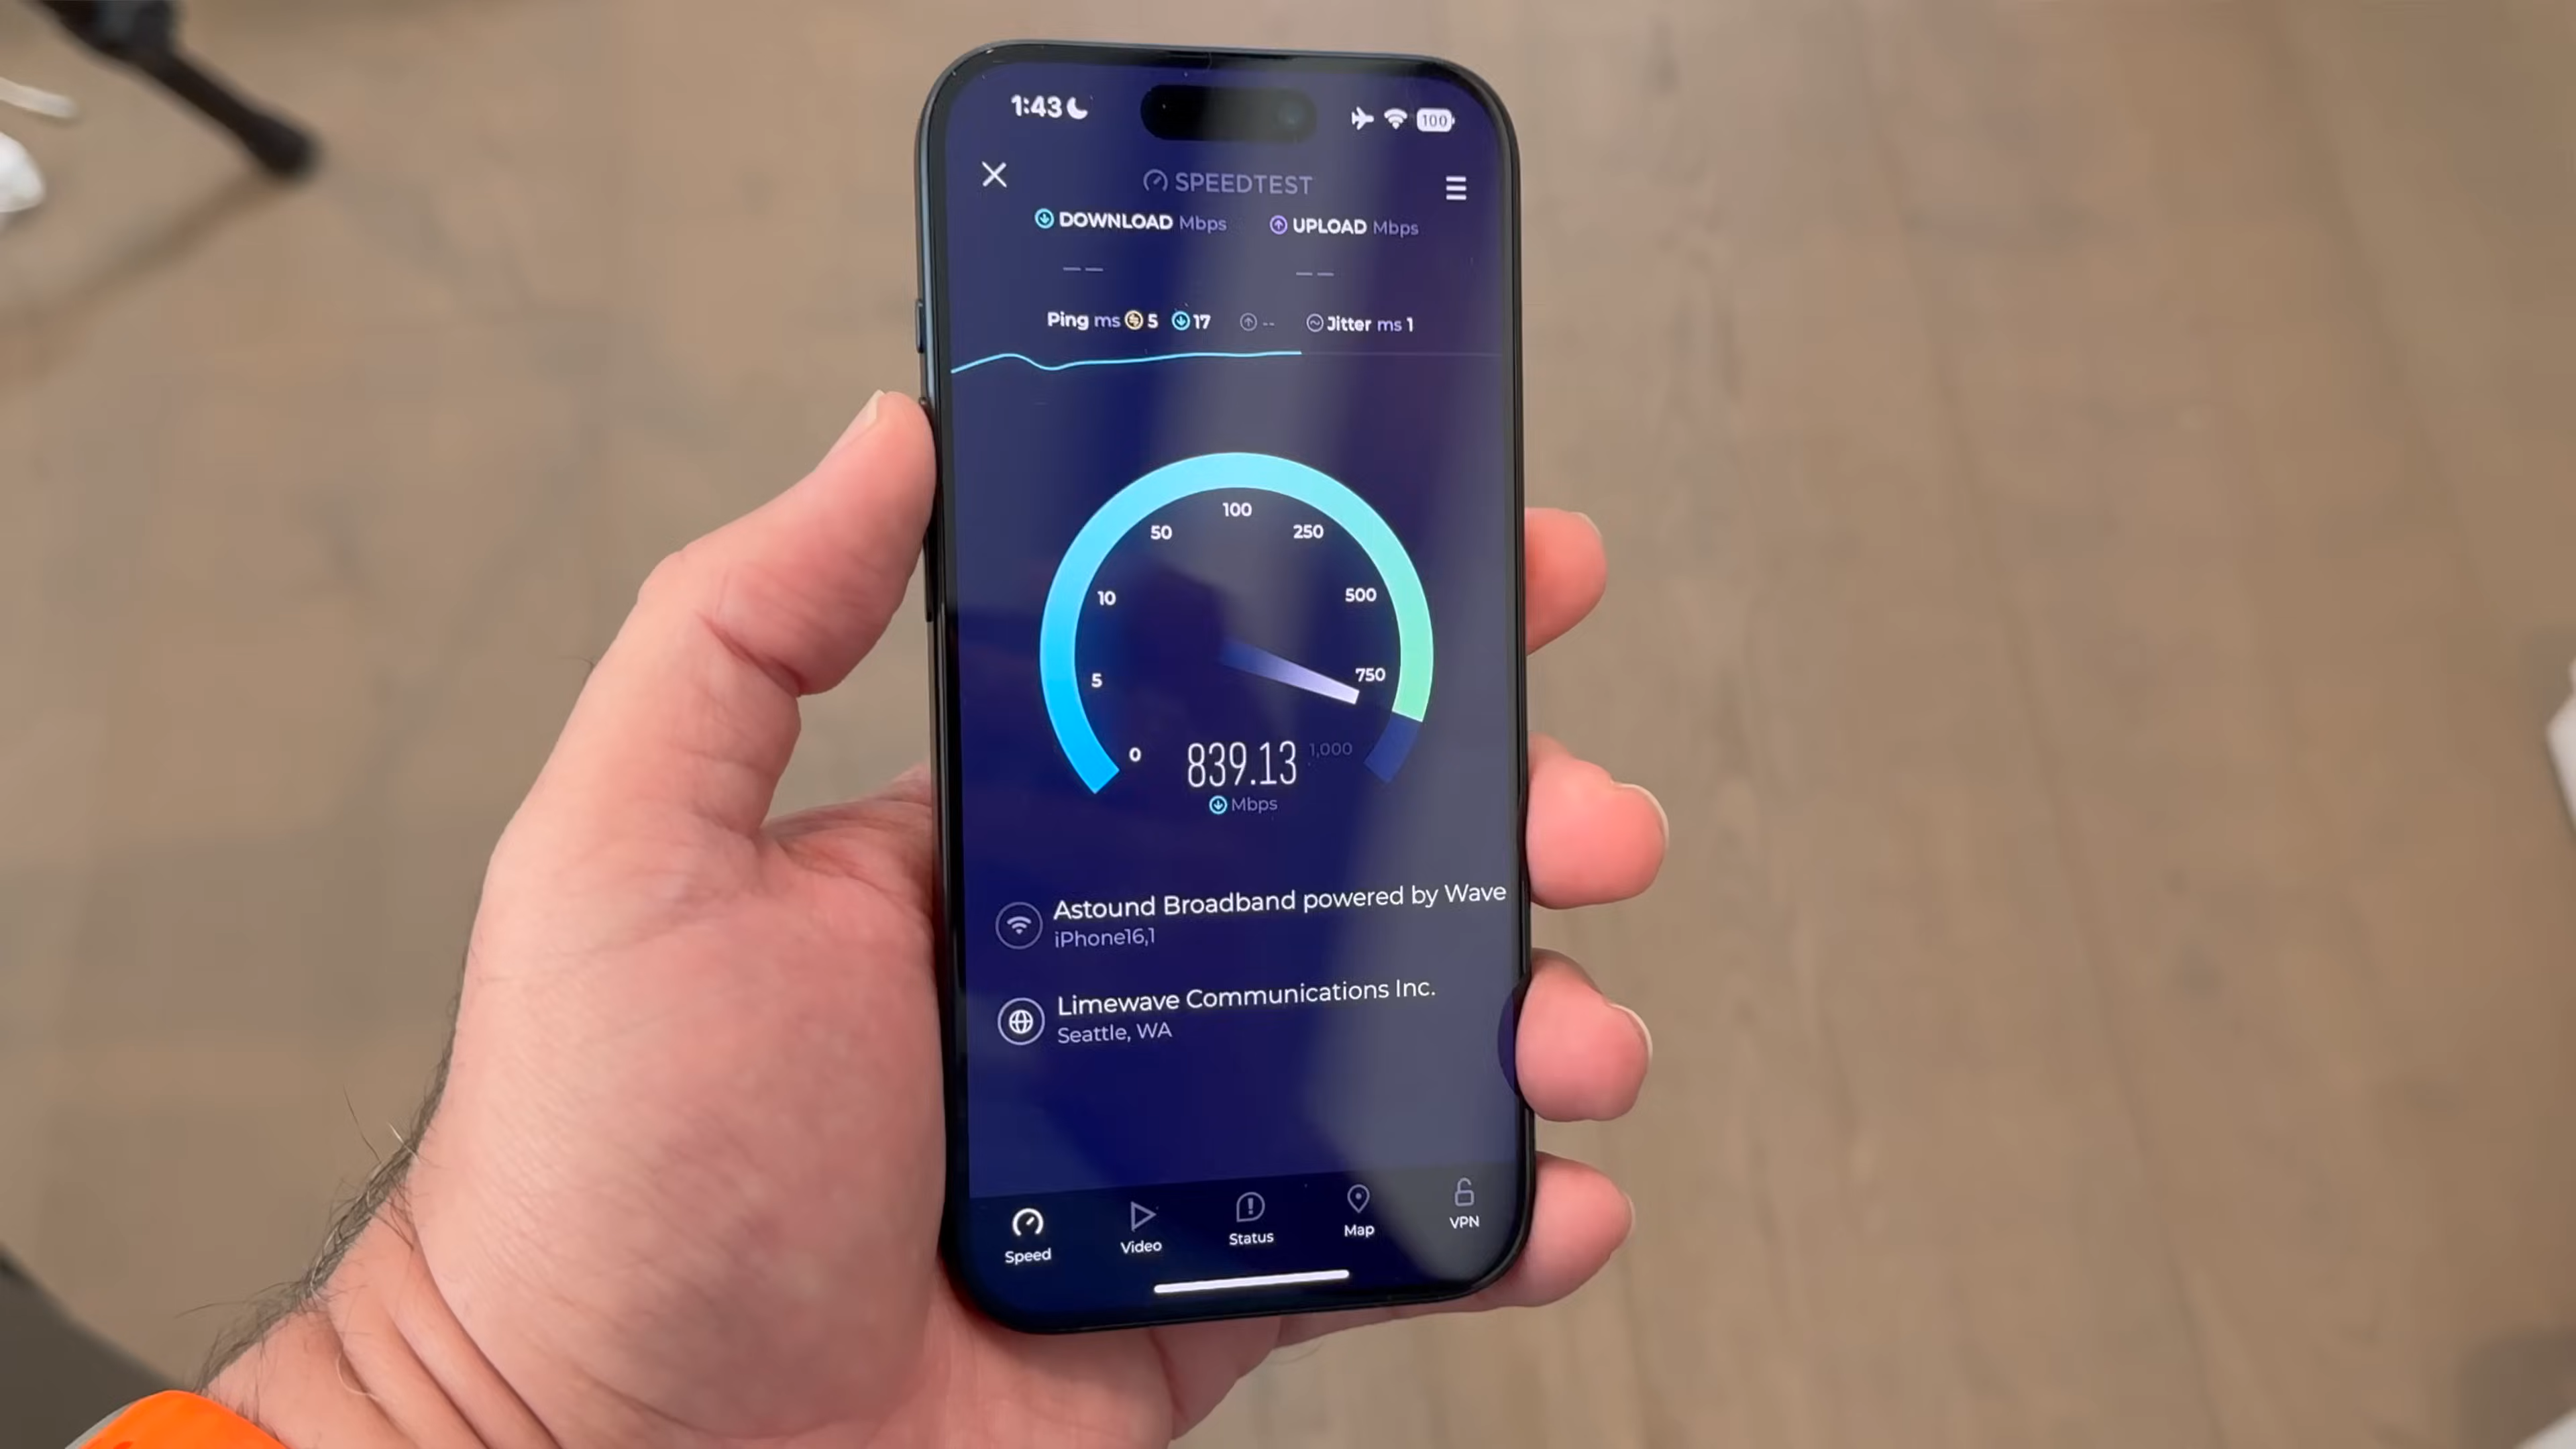 1:43 100
SPEEDTEST
DOWNLOAD Mbps UPLOAD Mbps
— — — —
Ping ms 5 17 -- Jitter ms 1
100
50 250
10 500
5 750
0 839.13 1,000
Mbps
Astound Broadband powered by Wave
iPhone16,1
Limewave Communications Inc.
Seattle, WA
Speed Video Status Map VPN